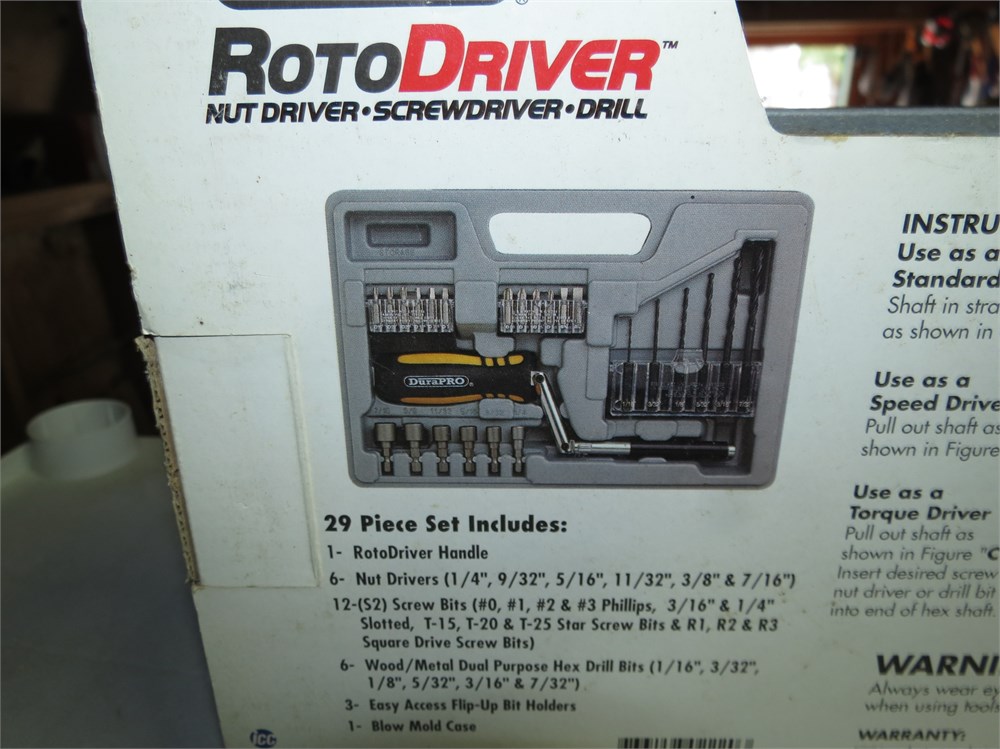 ROTODRIVER™
NUT DRIVER•SCREWDRIVER•DRILL
STORAGE
DuraPRO®
29 Piece Set Includes:
1- RotoDriver Handle
6- Nut Drivers (1/4", 9/32", 5/16", 11/32", 3/8" & 7/16")
12-(S2) Screw Bits (#0, #1, #2 & #3 Phillips, 3/16" & 1/4"
Slotted, T-15, T-20 & T-25 Star Screw Bits & R1, R2 & R3
Square Drive Screw Bits)
6- Wood/Metal Dual Purpose Hex Drill Bits (1/16", 3/32",
1/8", 5/32", 3/16" & 7/32")
3- Easy Access Flip-Up Bit Holders
1- Blow Mold Case
JCC
INSTRU
Use as a
Standard
Shaft in stra
as shown in
Use as a
Speed Drive
Pull out shaft as
shown in Figure
Use as a
Torque Driver
Pull out shaft as
shown in Figure "C
Insert desired screw
nut driver or drill bit
into end of hex shaft.
WARNI
Always wear ey
when using tools
WARRANTY: